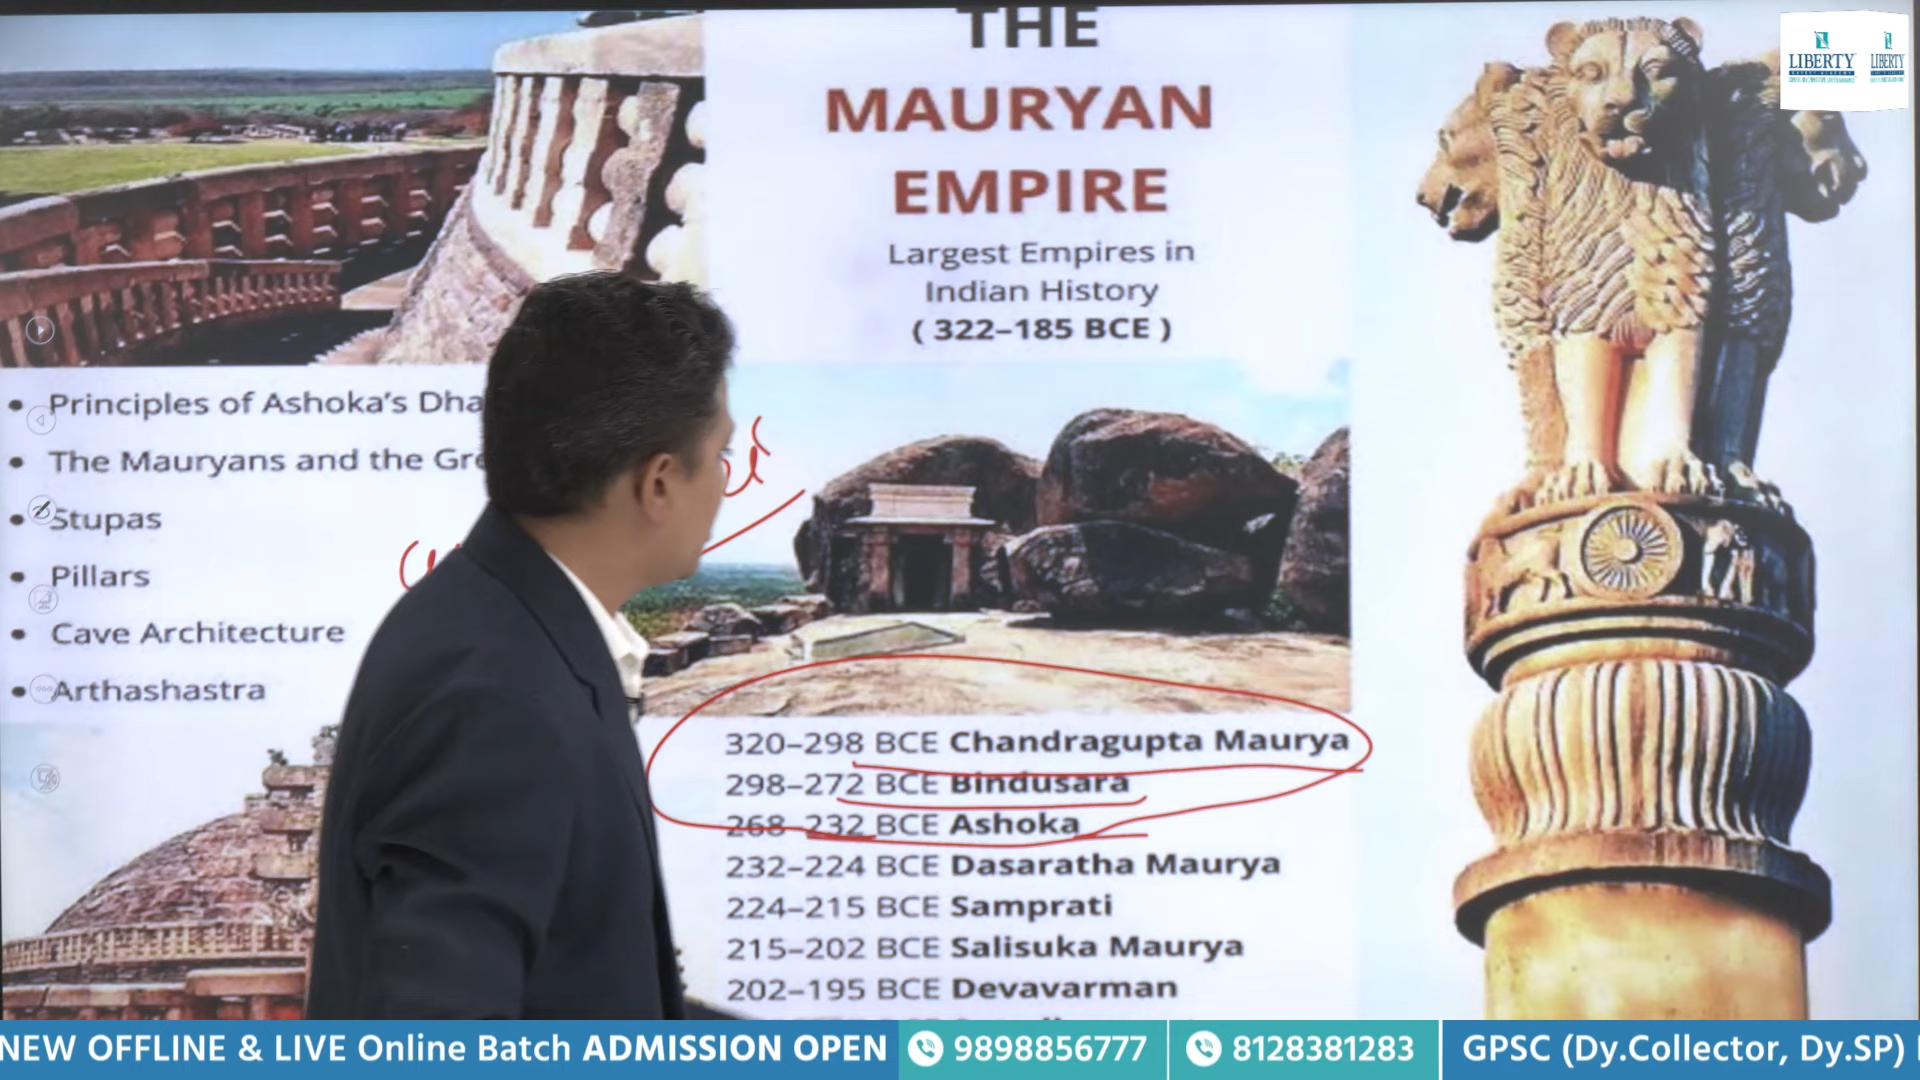 THE
MAURYAN
EMPIRE
Largest Empires in
Indian History
( 322–185 BCE )
LIBERTY
LIBERTY
• Principles of Ashoka's Dha
• The Mauryans and the Gre
• Stupas
• Pillars
• Cave Architecture
• Arthashastra
320–298 BCE Chandragupta Maurya
298–272 BCE Bindusara
268–232 BCE Ashoka
232–224 BCE Dasaratha Maurya
224–215 BCE Samprati
215–202 BCE Salisuka Maurya
202–195 BCE Devavarman
NEW OFFLINE & LIVE Online Batch ADMISSION OPEN
9898856777
8128381283
GPSC (Dy.Collector, Dy.SP)